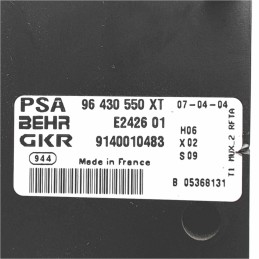 PSA 96 430 550 XT 07-04-04
BEHR E2426 01 H06
GKR 9140010483 X02
944 Made in France S09
B 05368131
T1 MUX_2 RFTA